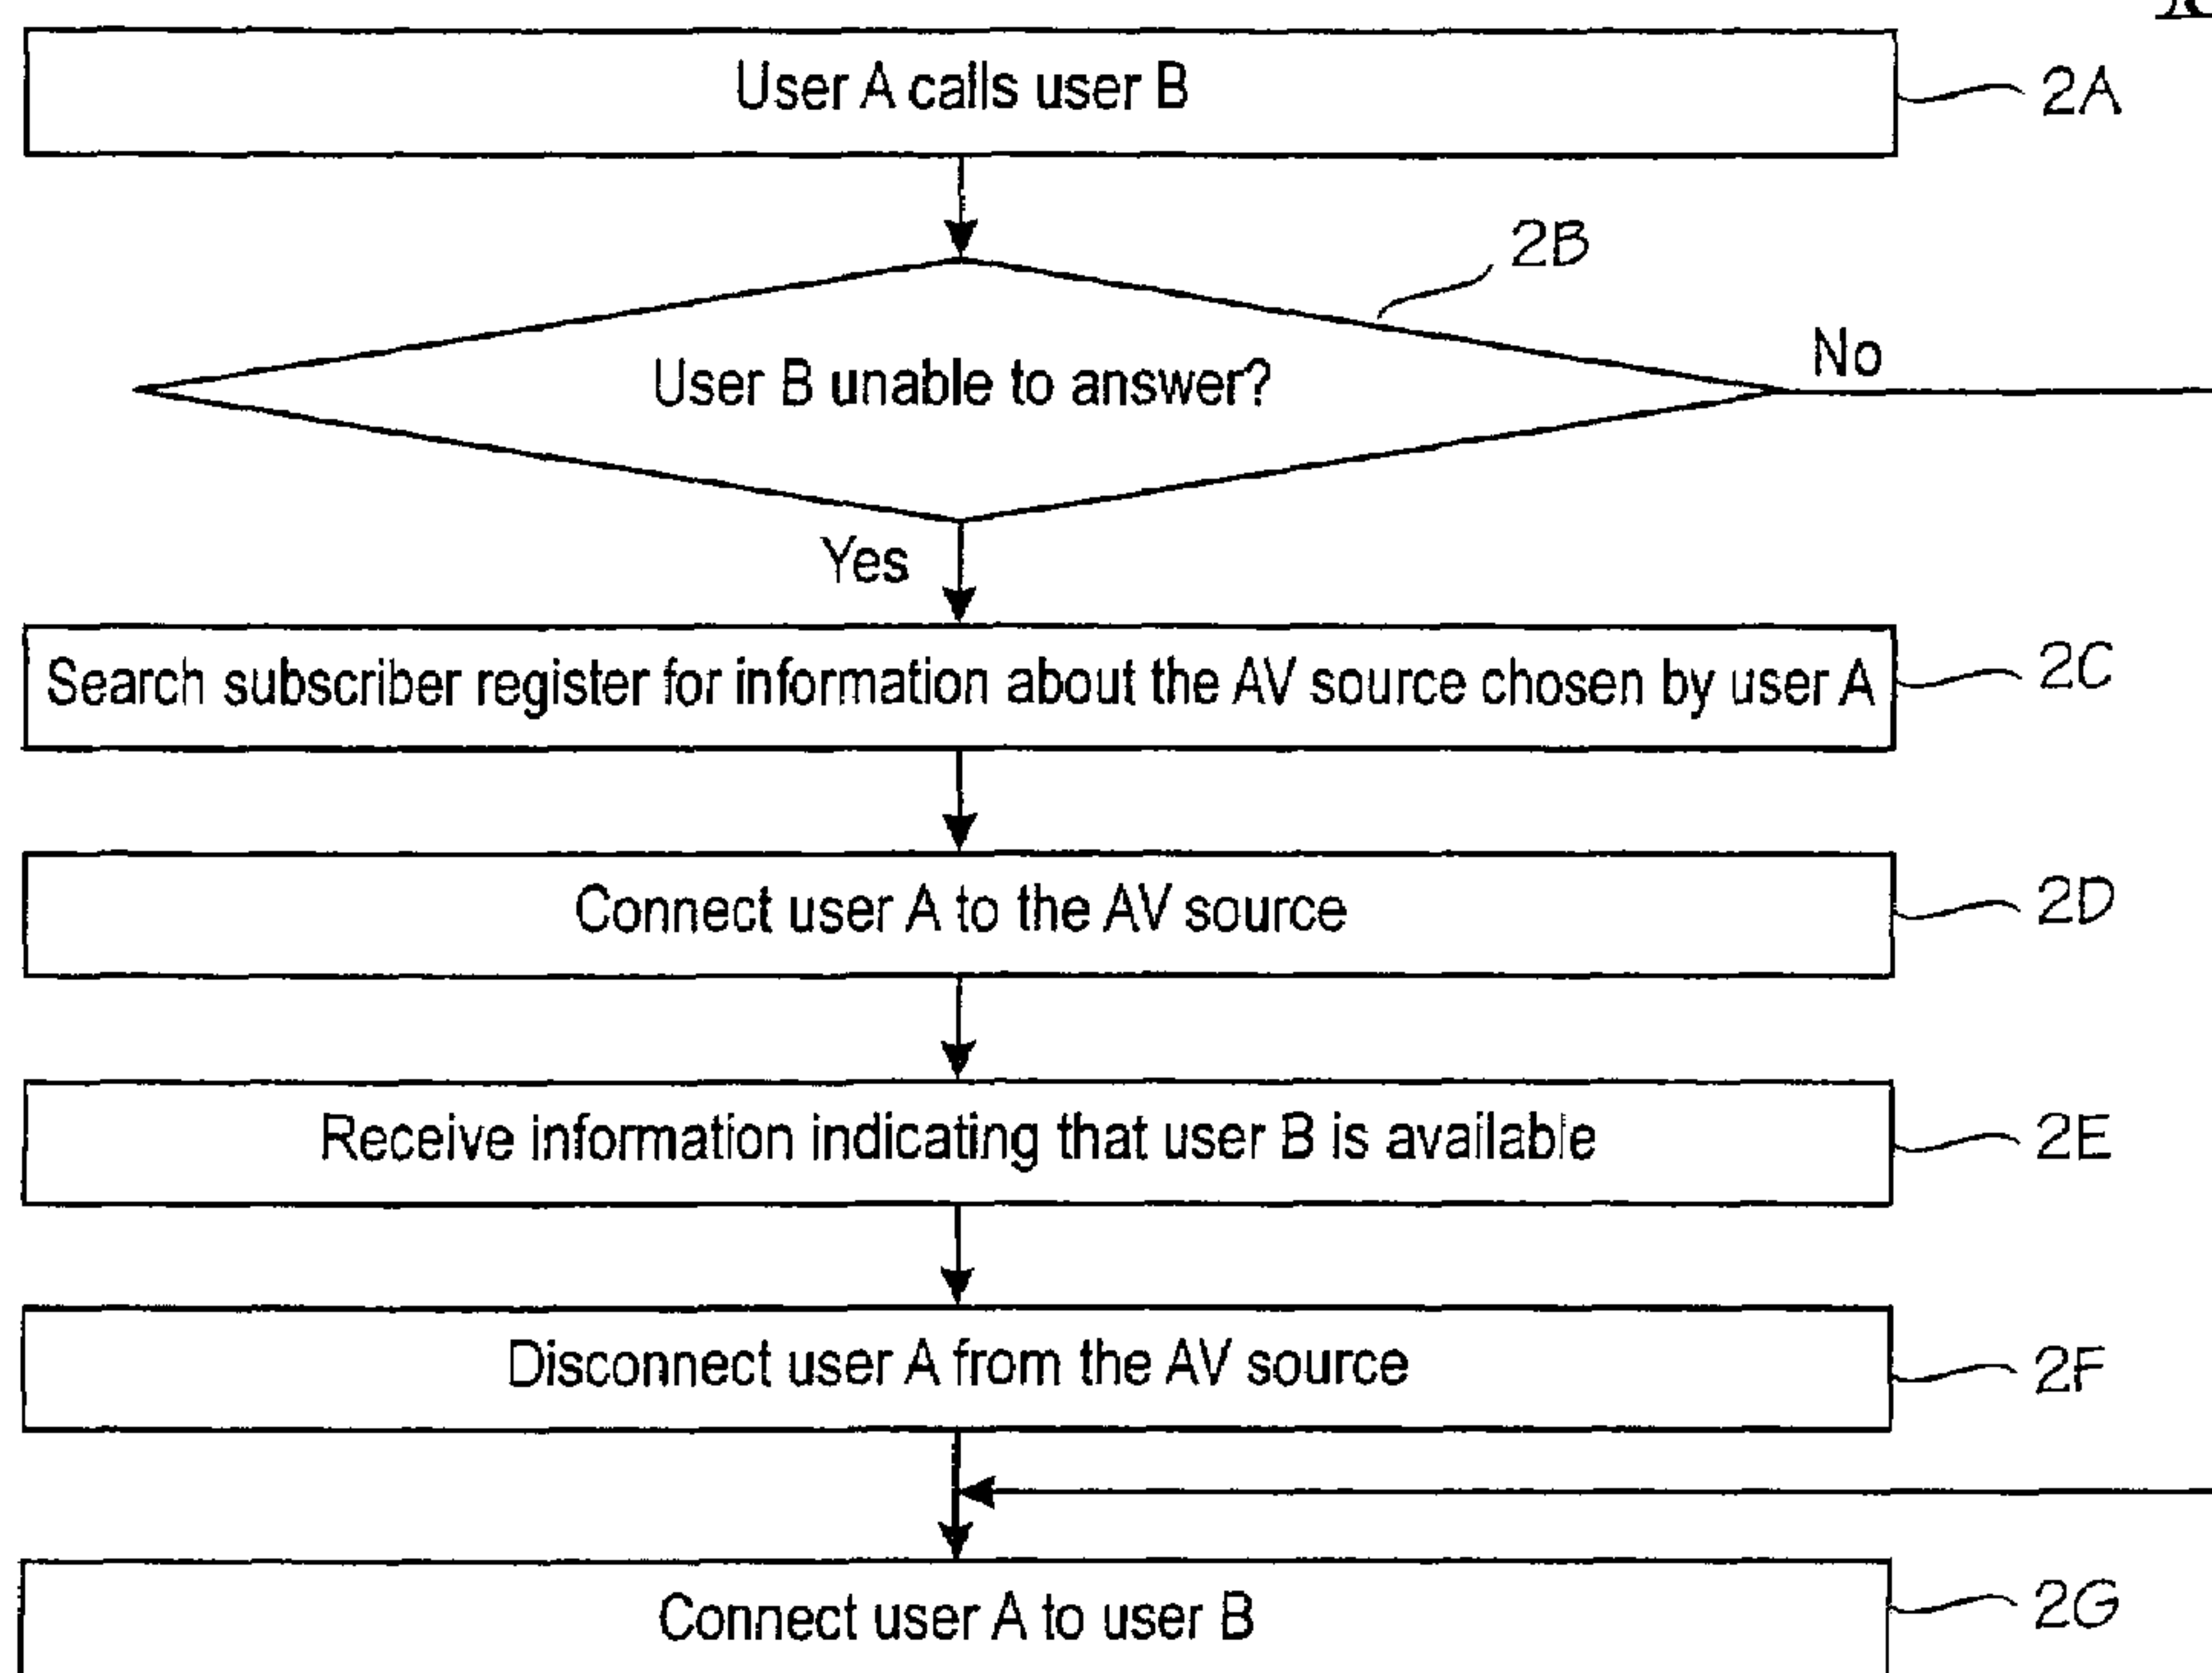 User A calls user B
2A
2B
User B unable to answer?
No
Yes
Search subscriber register for information about the AV source chosen by user A
2C
Connect user A to the AV source
2D
Receive information indicating that user B is available
2E
Disconnect user A from the AV source
2F
Connect user A to user B
2G